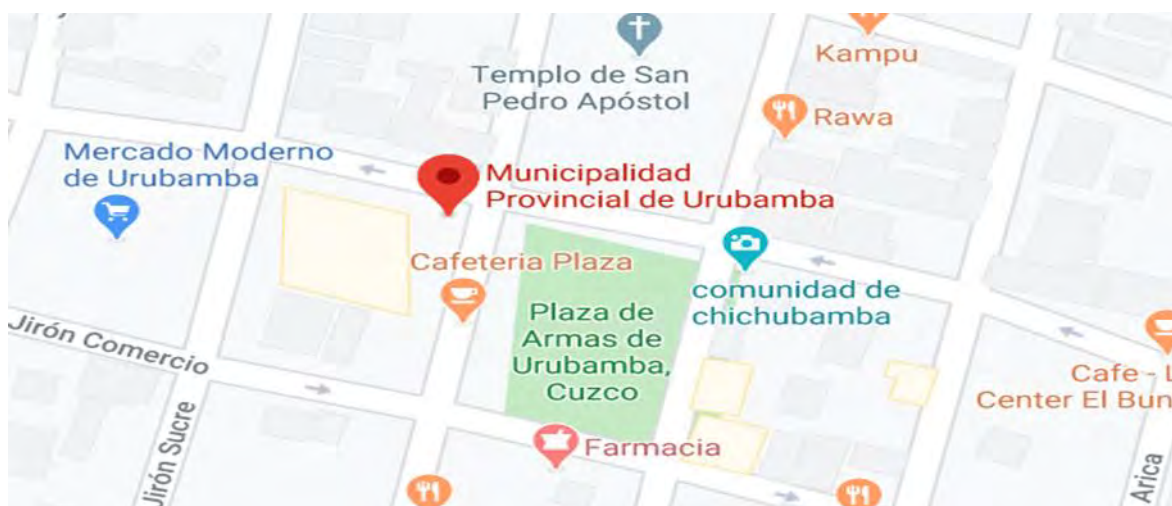 Kampu
Templo de San
Pedro Apóstol
Rawa
Mercado Moderno
de Urubamba
Municipalidad
Provincial de Urubamba
Cafeteria Plaza
comunidad de
chichubamba
Plaza de
Armas de
Urubamba,
Cuzco
Jirón Comercio
Cafe - L
Center El Bun
Farmacia
Jirón Sucre
Arica